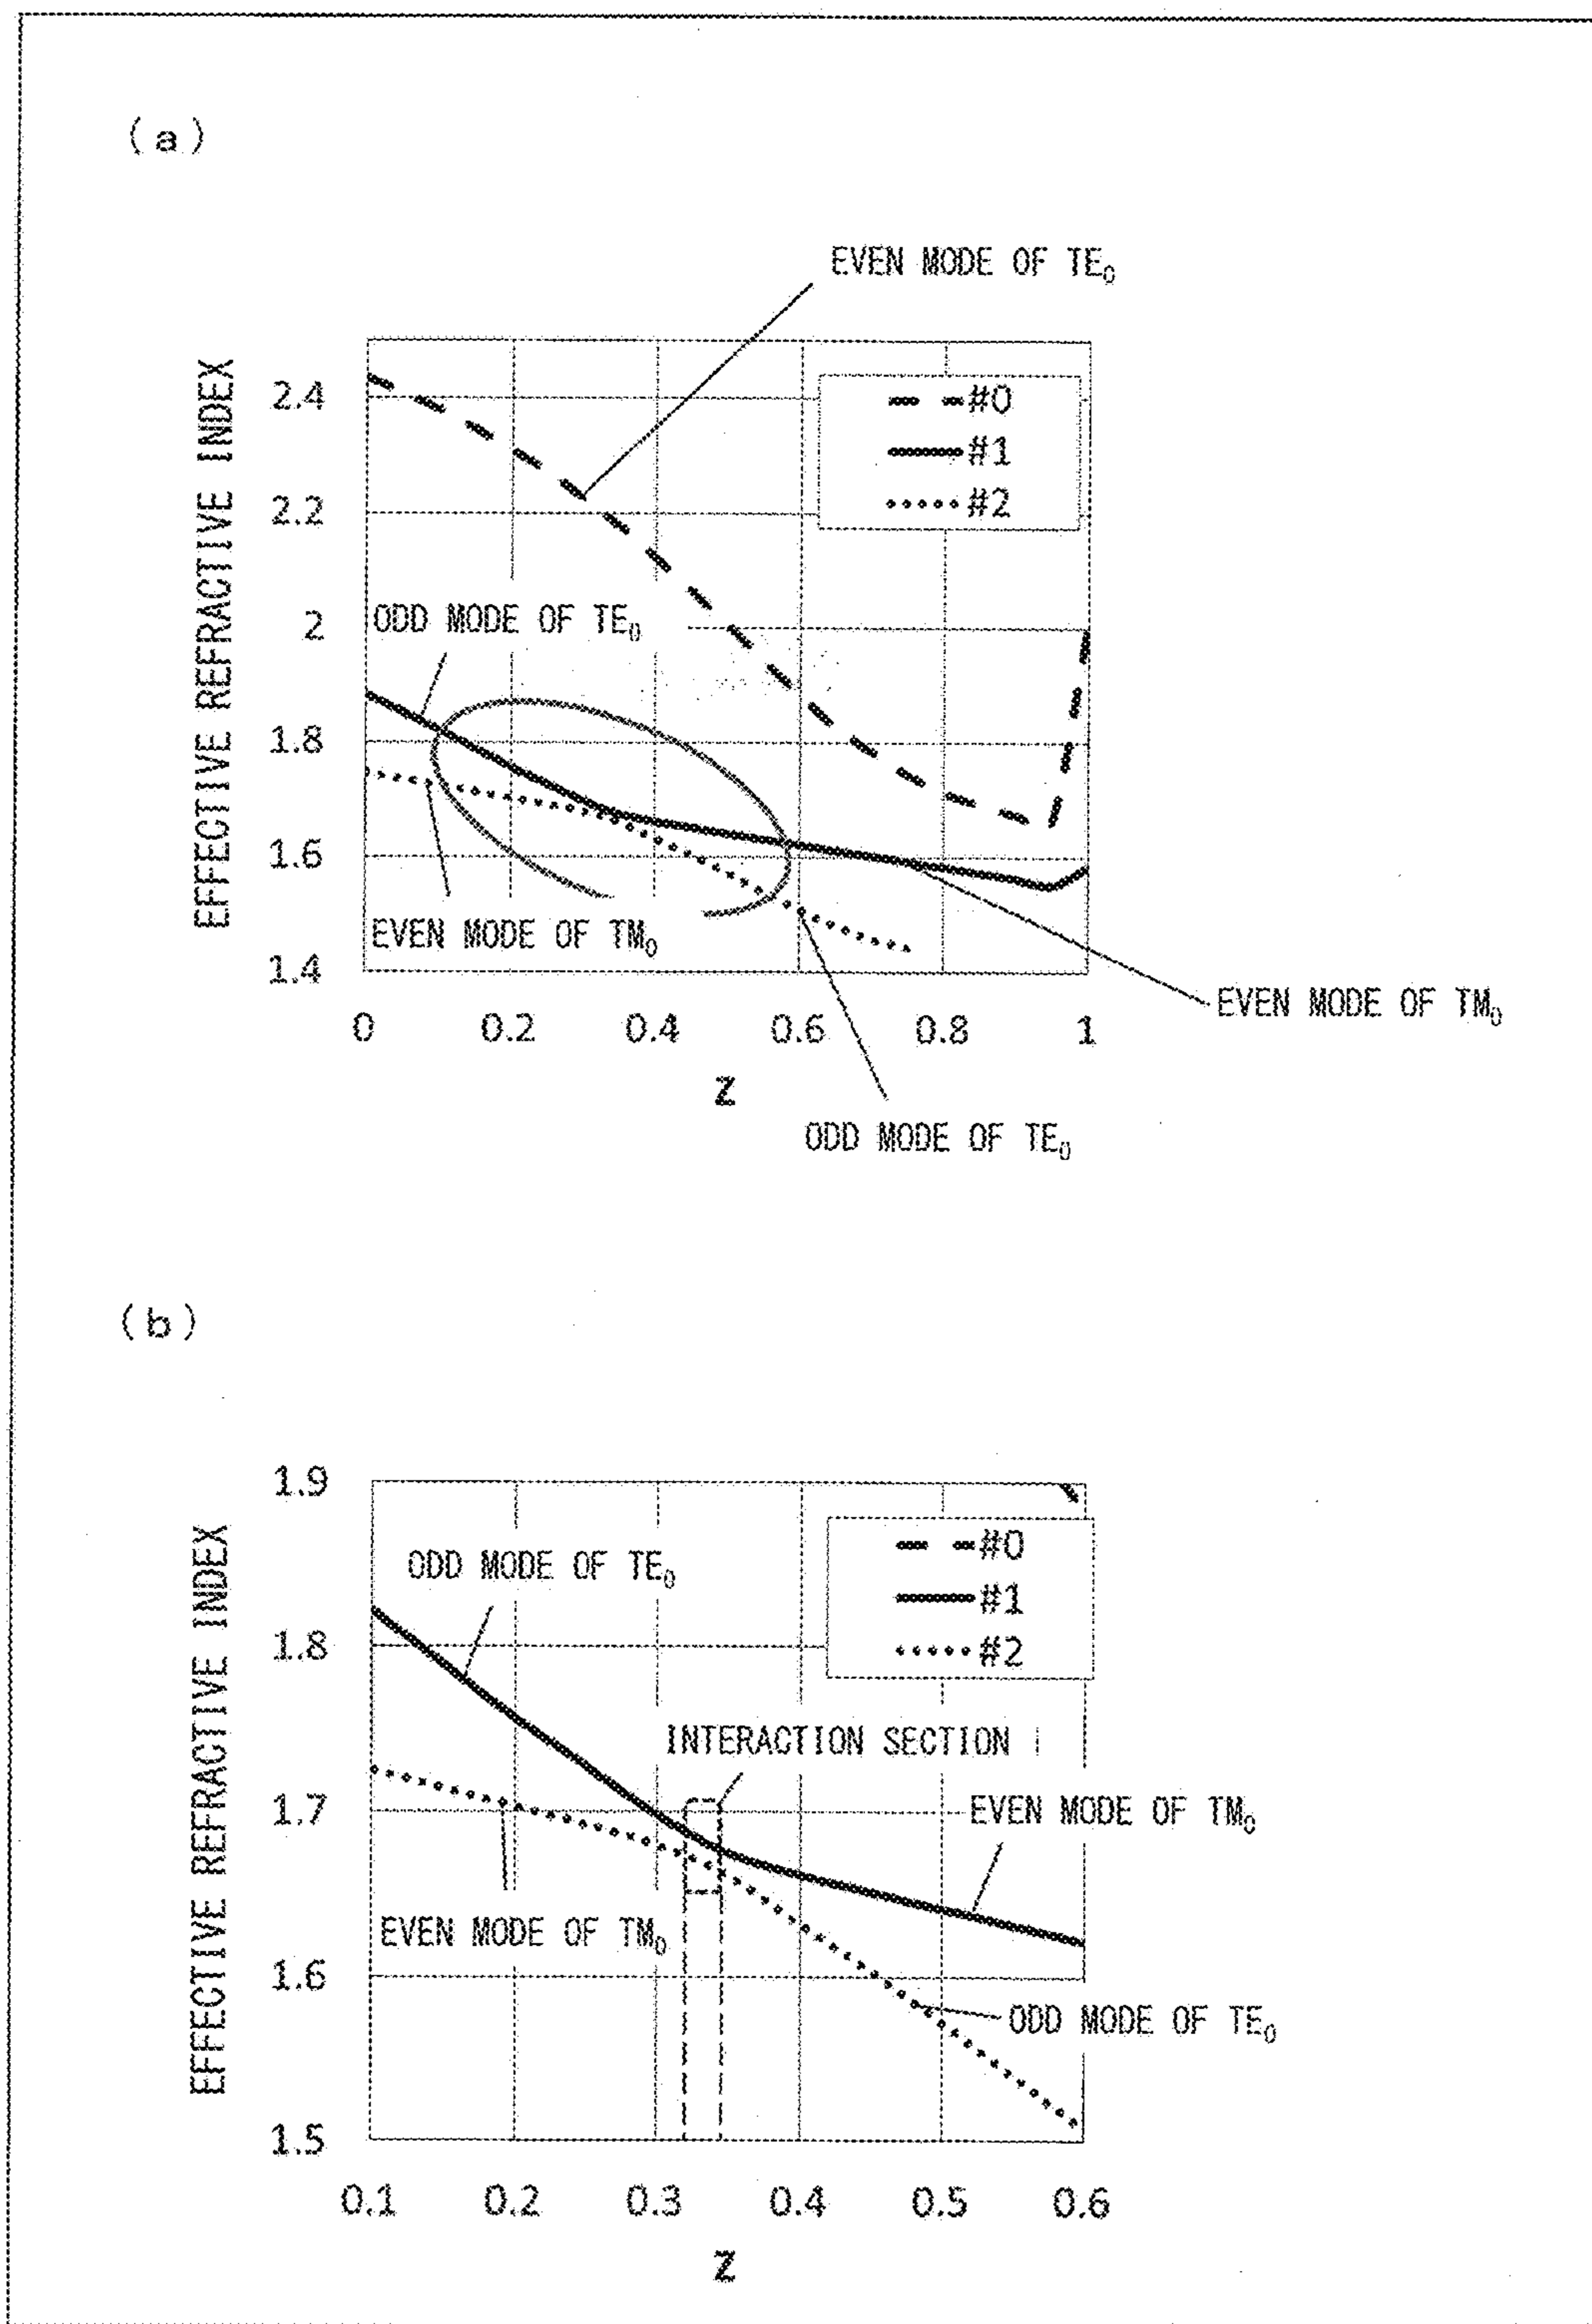 (a)
EVEN MODE OF TE0
EFFECTIVE REFRACTIVE INDEX
2.4
2.2
2
1.8
1.6
1.4
#0
#1
#2
ODD MODE OF TE0
EVEN MODE OF TM0
EVEN MODE OF TM0
0 0.2 0.4 0.6 0.8 1
Z
ODD MODE OF TE0
(b)
EFFECTIVE REFRACTIVE INDEX
1.9
1.8
1.7
1.6
1.5
#0
#1
#2
ODD MODE OF TE0
INTERACTION SECTION
EVEN MODE OF TM0
EVEN MODE OF TM0
ODD MODE OF TE0
0.1 0.2 0.3 0.4 0.5 0.6
Z